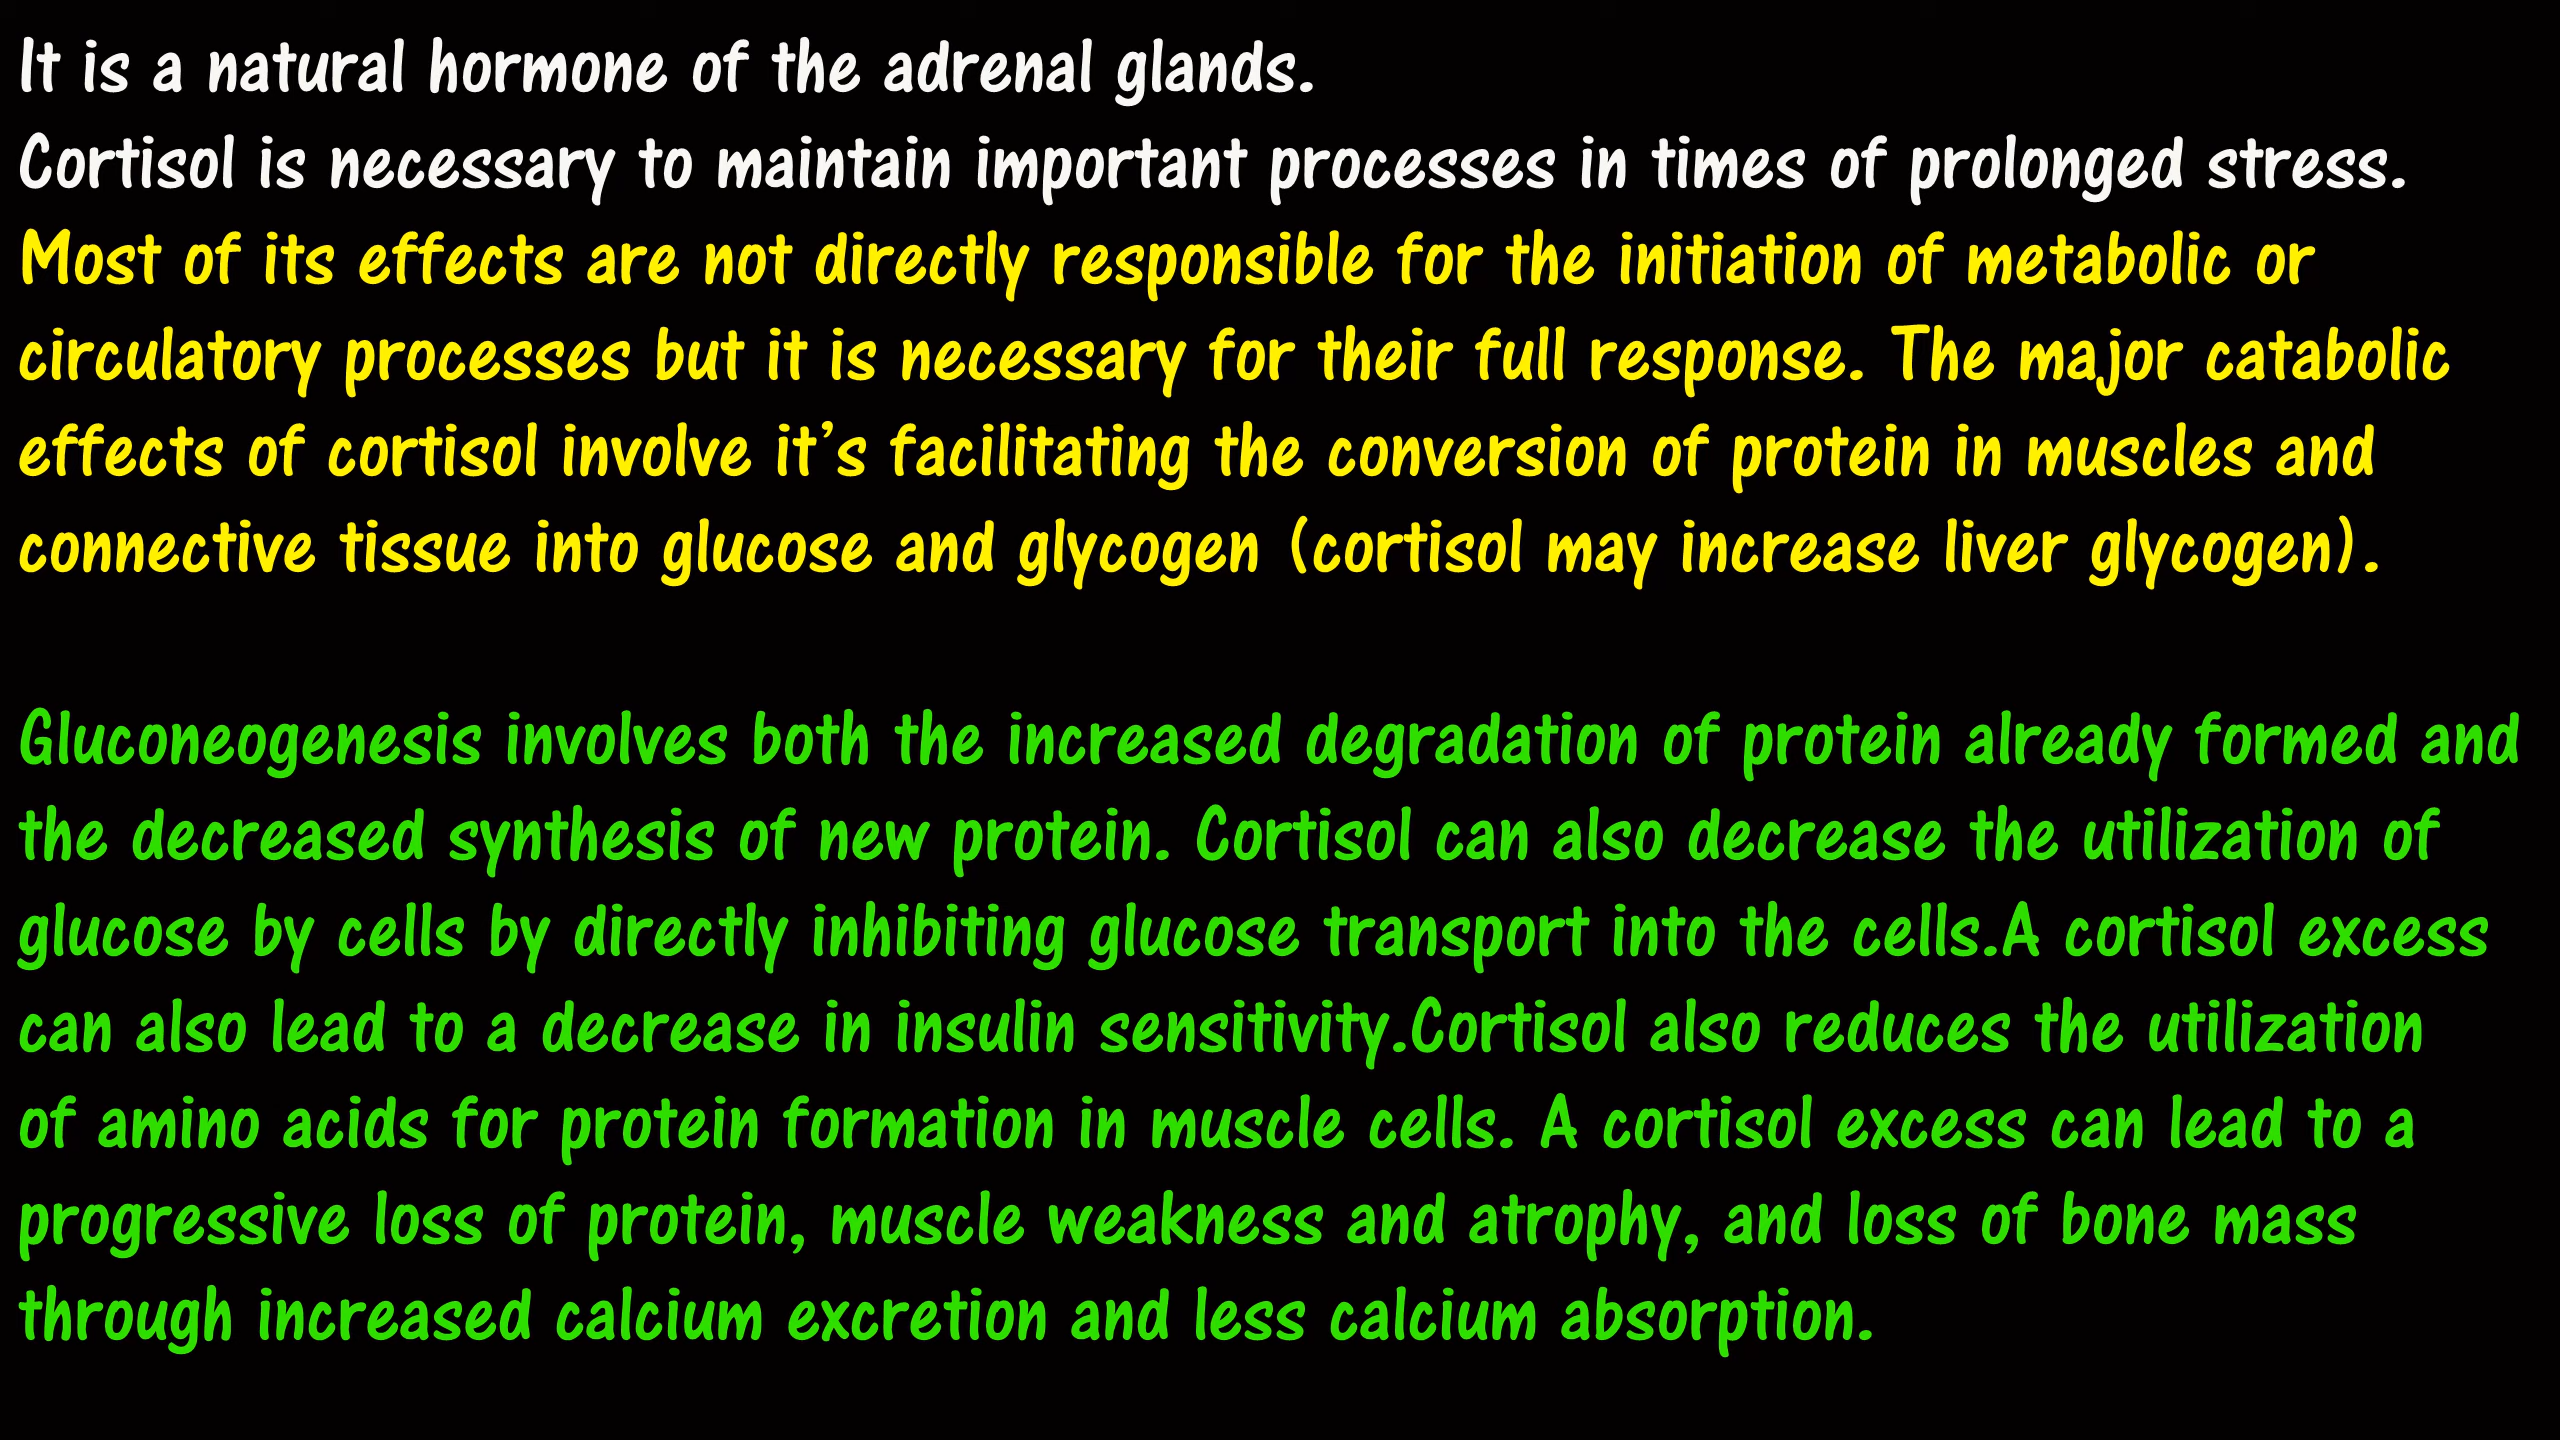 It is a natural hormone of the adrenal glands.
Cortisol is necessary to maintain important processes in times of prolonged stress.
Most of its effects are not directly responsible for the initiation of metabolic or
circulatory processes but it is necessary for their full response. The major catabolic
effects of cortisol involve it’s facilitating the conversion of protein in muscles and
connective tissue into glucose and glycogen (cortisol may increase liver glycogen).
Gluconeogenesis involves both the increased degradation of protein already formed and
the decreased synthesis of new protein. Cortisol can also decrease the utilization of
glucose by cells by directly inhibiting glucose transport into the cells.A cortisol excess
can also lead to a decrease in insulin sensitivity.Cortisol also reduces the utilization
of amino acids for protein formation in muscle cells. A cortisol excess can lead to a
progressive loss of protein, muscle weakness and atrophy, and loss of bone mass
through increased calcium excretion and less calcium absorption.